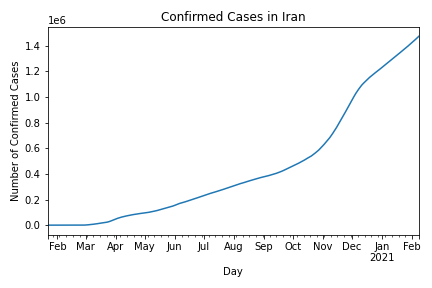 Confirmed Cases in Iran
1e6
1.4
1.2
1.0
0.8
0.6
0.4
0.2
0.0
Number of Confirmed Cases
Feb Mar Apr May Jun Jul Aug Sep Oct Nov Dec Jan Feb
2021
Day